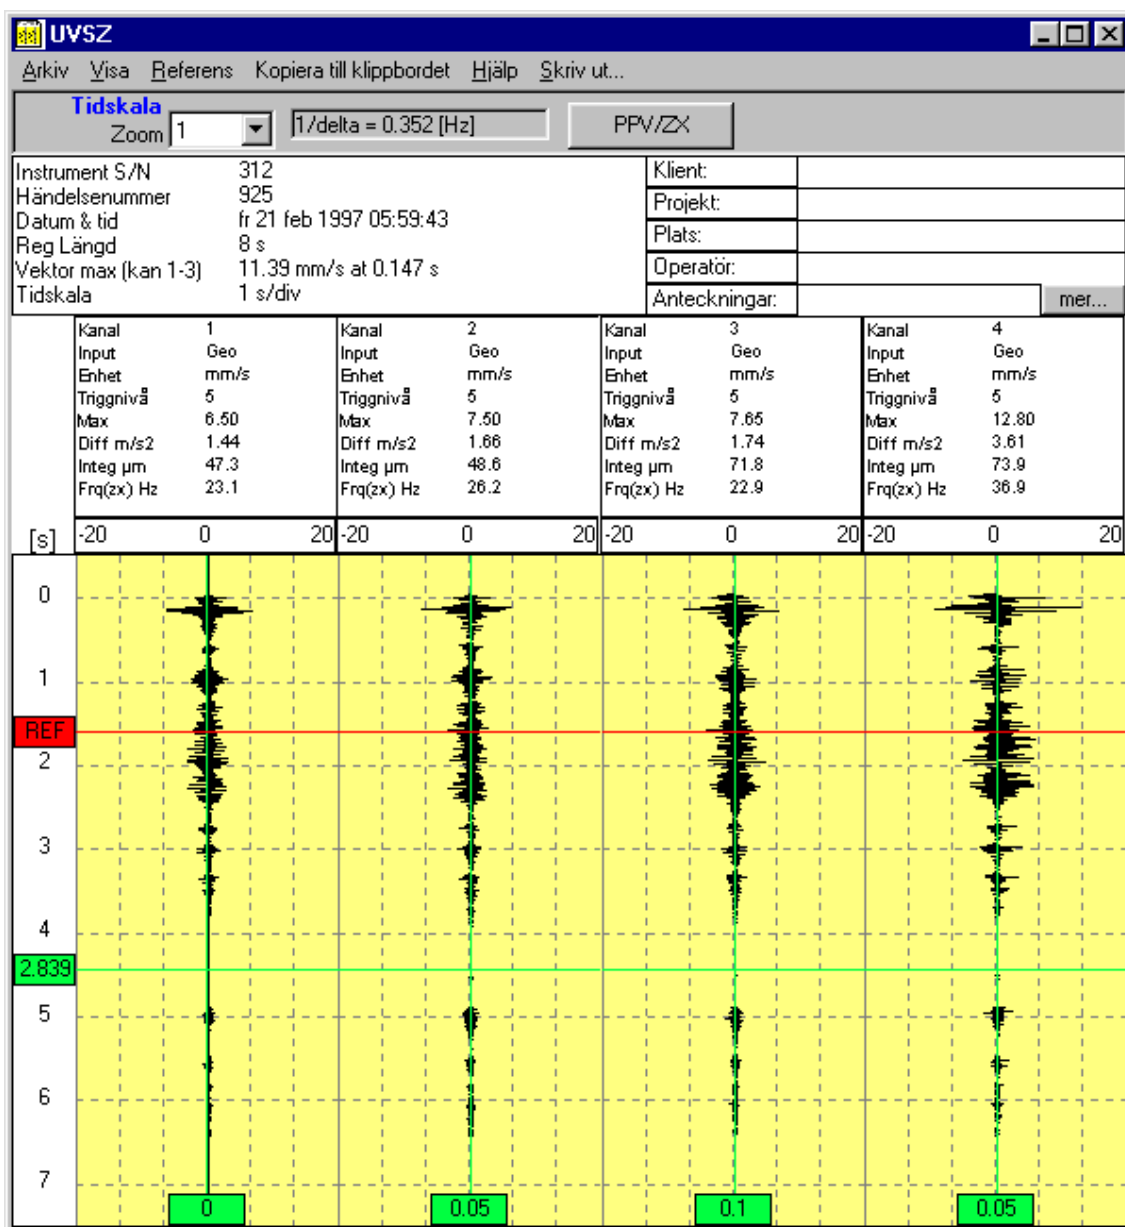 UVSZ
Arkiv Visa Referens Kopiera till klippbordet Hjälp Skriv ut...
Tidskala
Zoom 1 1/delta = 0.352 [Hz] PPV/ZX
Instrument S/N 312
Händelsenummer 925
Datum & tid fr 21 feb 1997 05:59:43
Reg Längd 8 s
Vektor max (kan 1-3) 11.39 mm/s at 0.147 s
Tidskala 1 s/div
Klient:
Projekt:
Plats:
Operatör:
Anteckningar: mer...
Kanal 1 Kanal 2 Kanal 3 Kanal 4
Input Geo Input Geo Input Geo Input Geo
Enhet mm/s Enhet mm/s Enhet mm/s Enhet mm/s
Triggnivå 5 Triggnivå 5 Triggnivå 5 Triggnivå 5
Max 6.50 Max 7.50 Max 7.65 Max 12.80
Diff m/s2 1.44 Diff m/s2 1.66 Diff m/s2 1.74 Diff m/s2 3.61
Integ µm 47.3 Integ µm 48.6 Integ µm 71.8 Integ µm 73.9
Frq(zx) Hz 23.1 Frq(zx) Hz 26.2 Frq(zx) Hz 22.9 Frq(zx) Hz 36.9
[s] -20 0 20 -20 0 20 -20 0 20 -20 0 20
0
1
REF
2
3
4
2.839
5
6
7
0 0.05 0.1 0.05